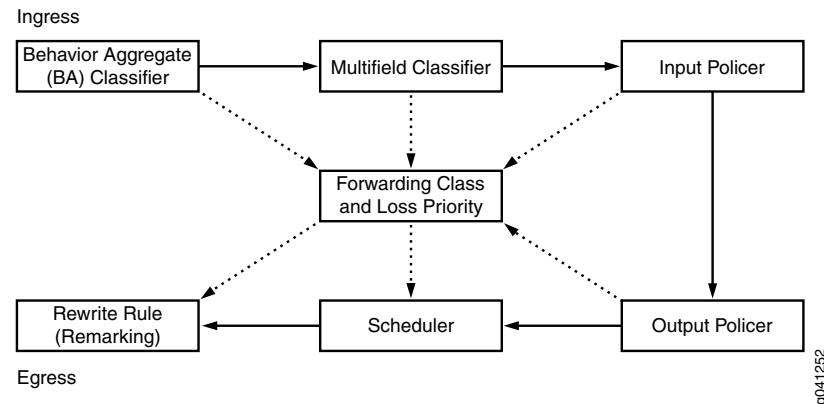 Ingress
Behavior Aggregate
(BA) Classifier
Multifield Classifier
Input Policer
Forwarding Class
and Loss Priority
Rewrite Rule
(Remarking)
Scheduler
Output Policer
Egress
g041252